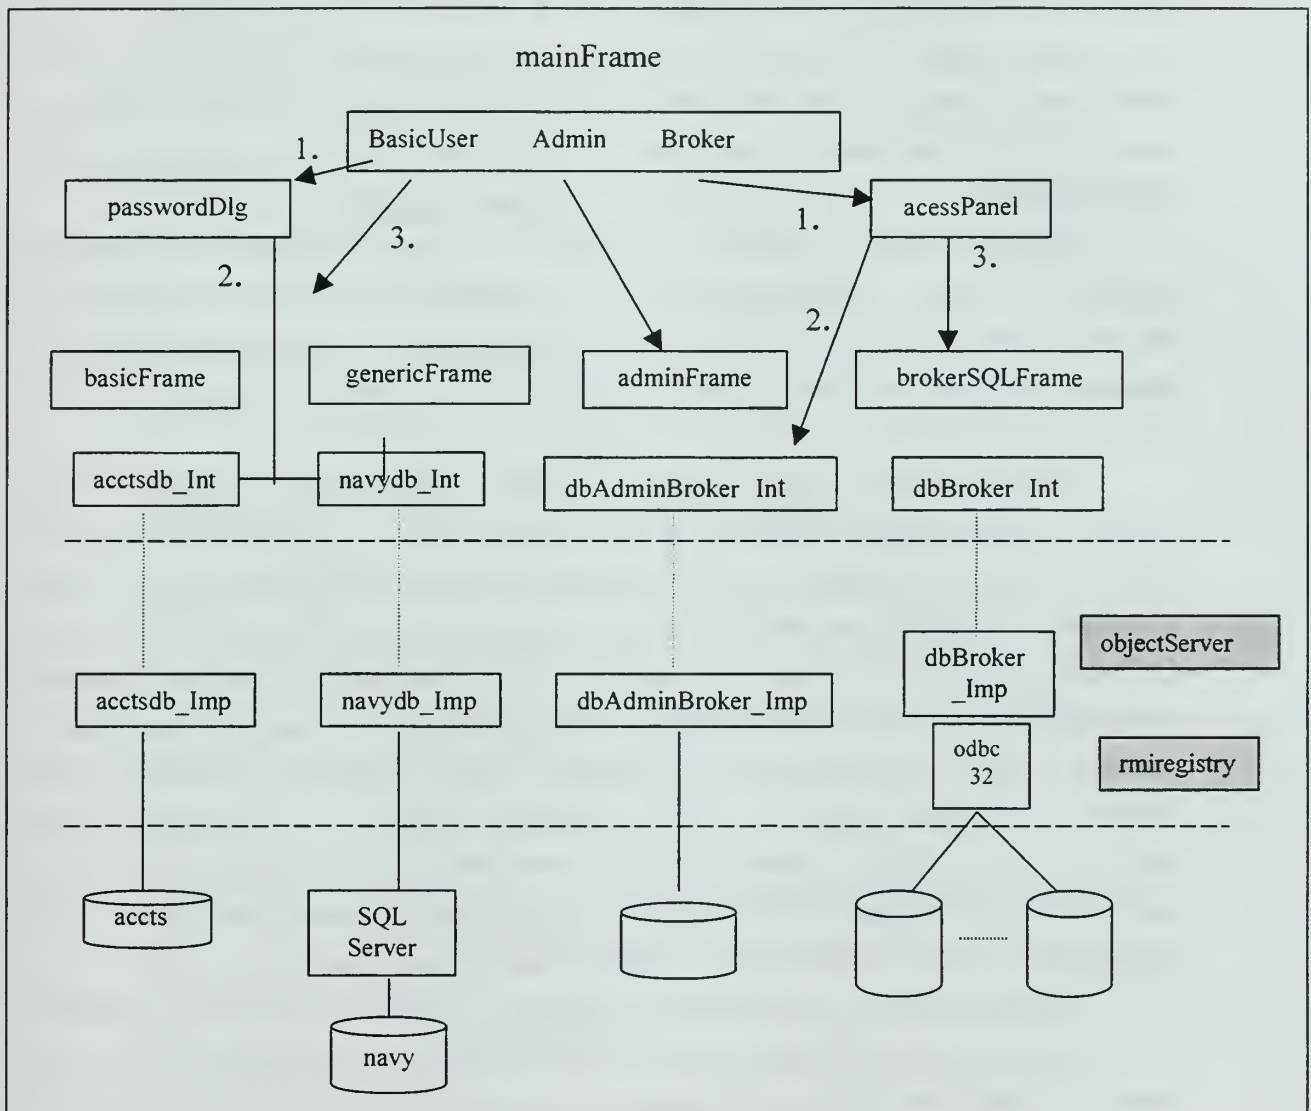 mainFrame
BasicUser Admin Broker
1.
passwordDlg
acessPanel
1.
3.
3.
2.
2.
basicFrame
genericFrame
adminFrame
brokerSQLFrame
acctsdb_Int
navydb_Int
dbAdminBroker Int
dbBroker Int
objectServer
dbBroker
_Imp
acctsdb_Imp
navydb_Imp
dbAdminBroker_Imp
odbc
32
rmiregistry
accts
SQL
Server
navy